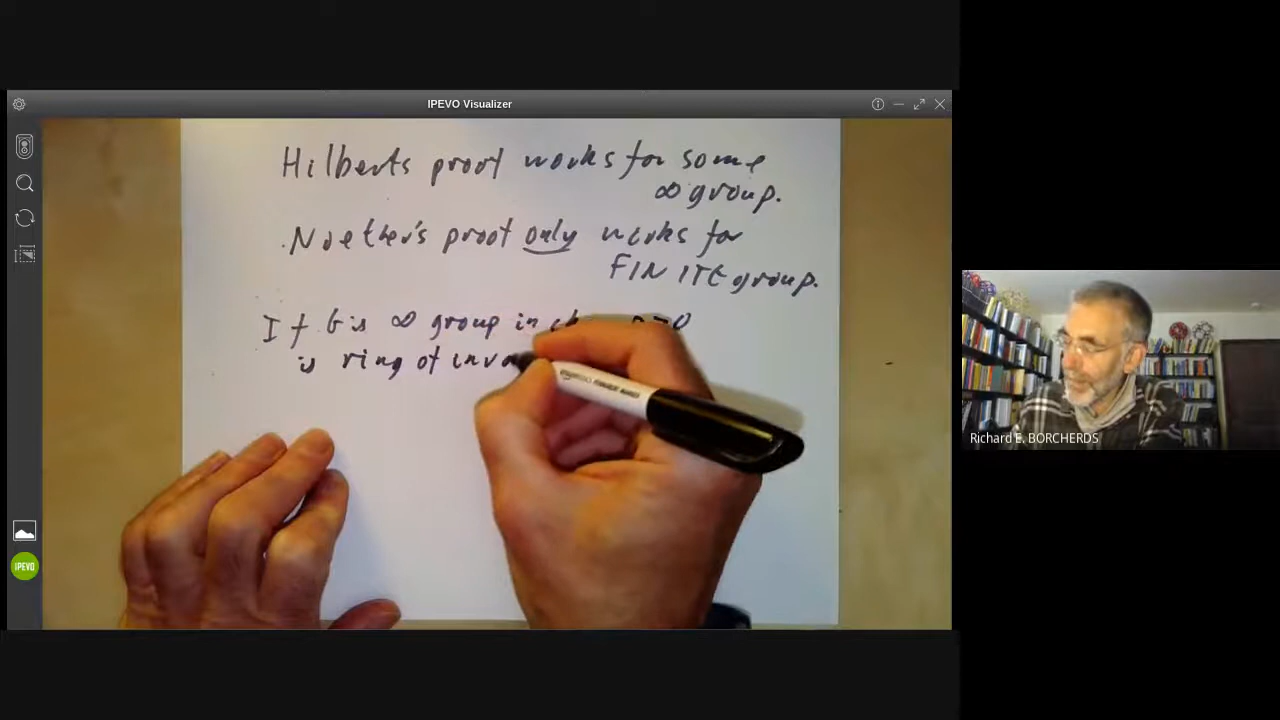 IPEVO Visualizer
Hilberts proof works for some
∞ group.
Noether's proof only works for
FINITE group.
If G is ∞ group in
is ring of inva
IPEVO
Richard E. BORCHERDS